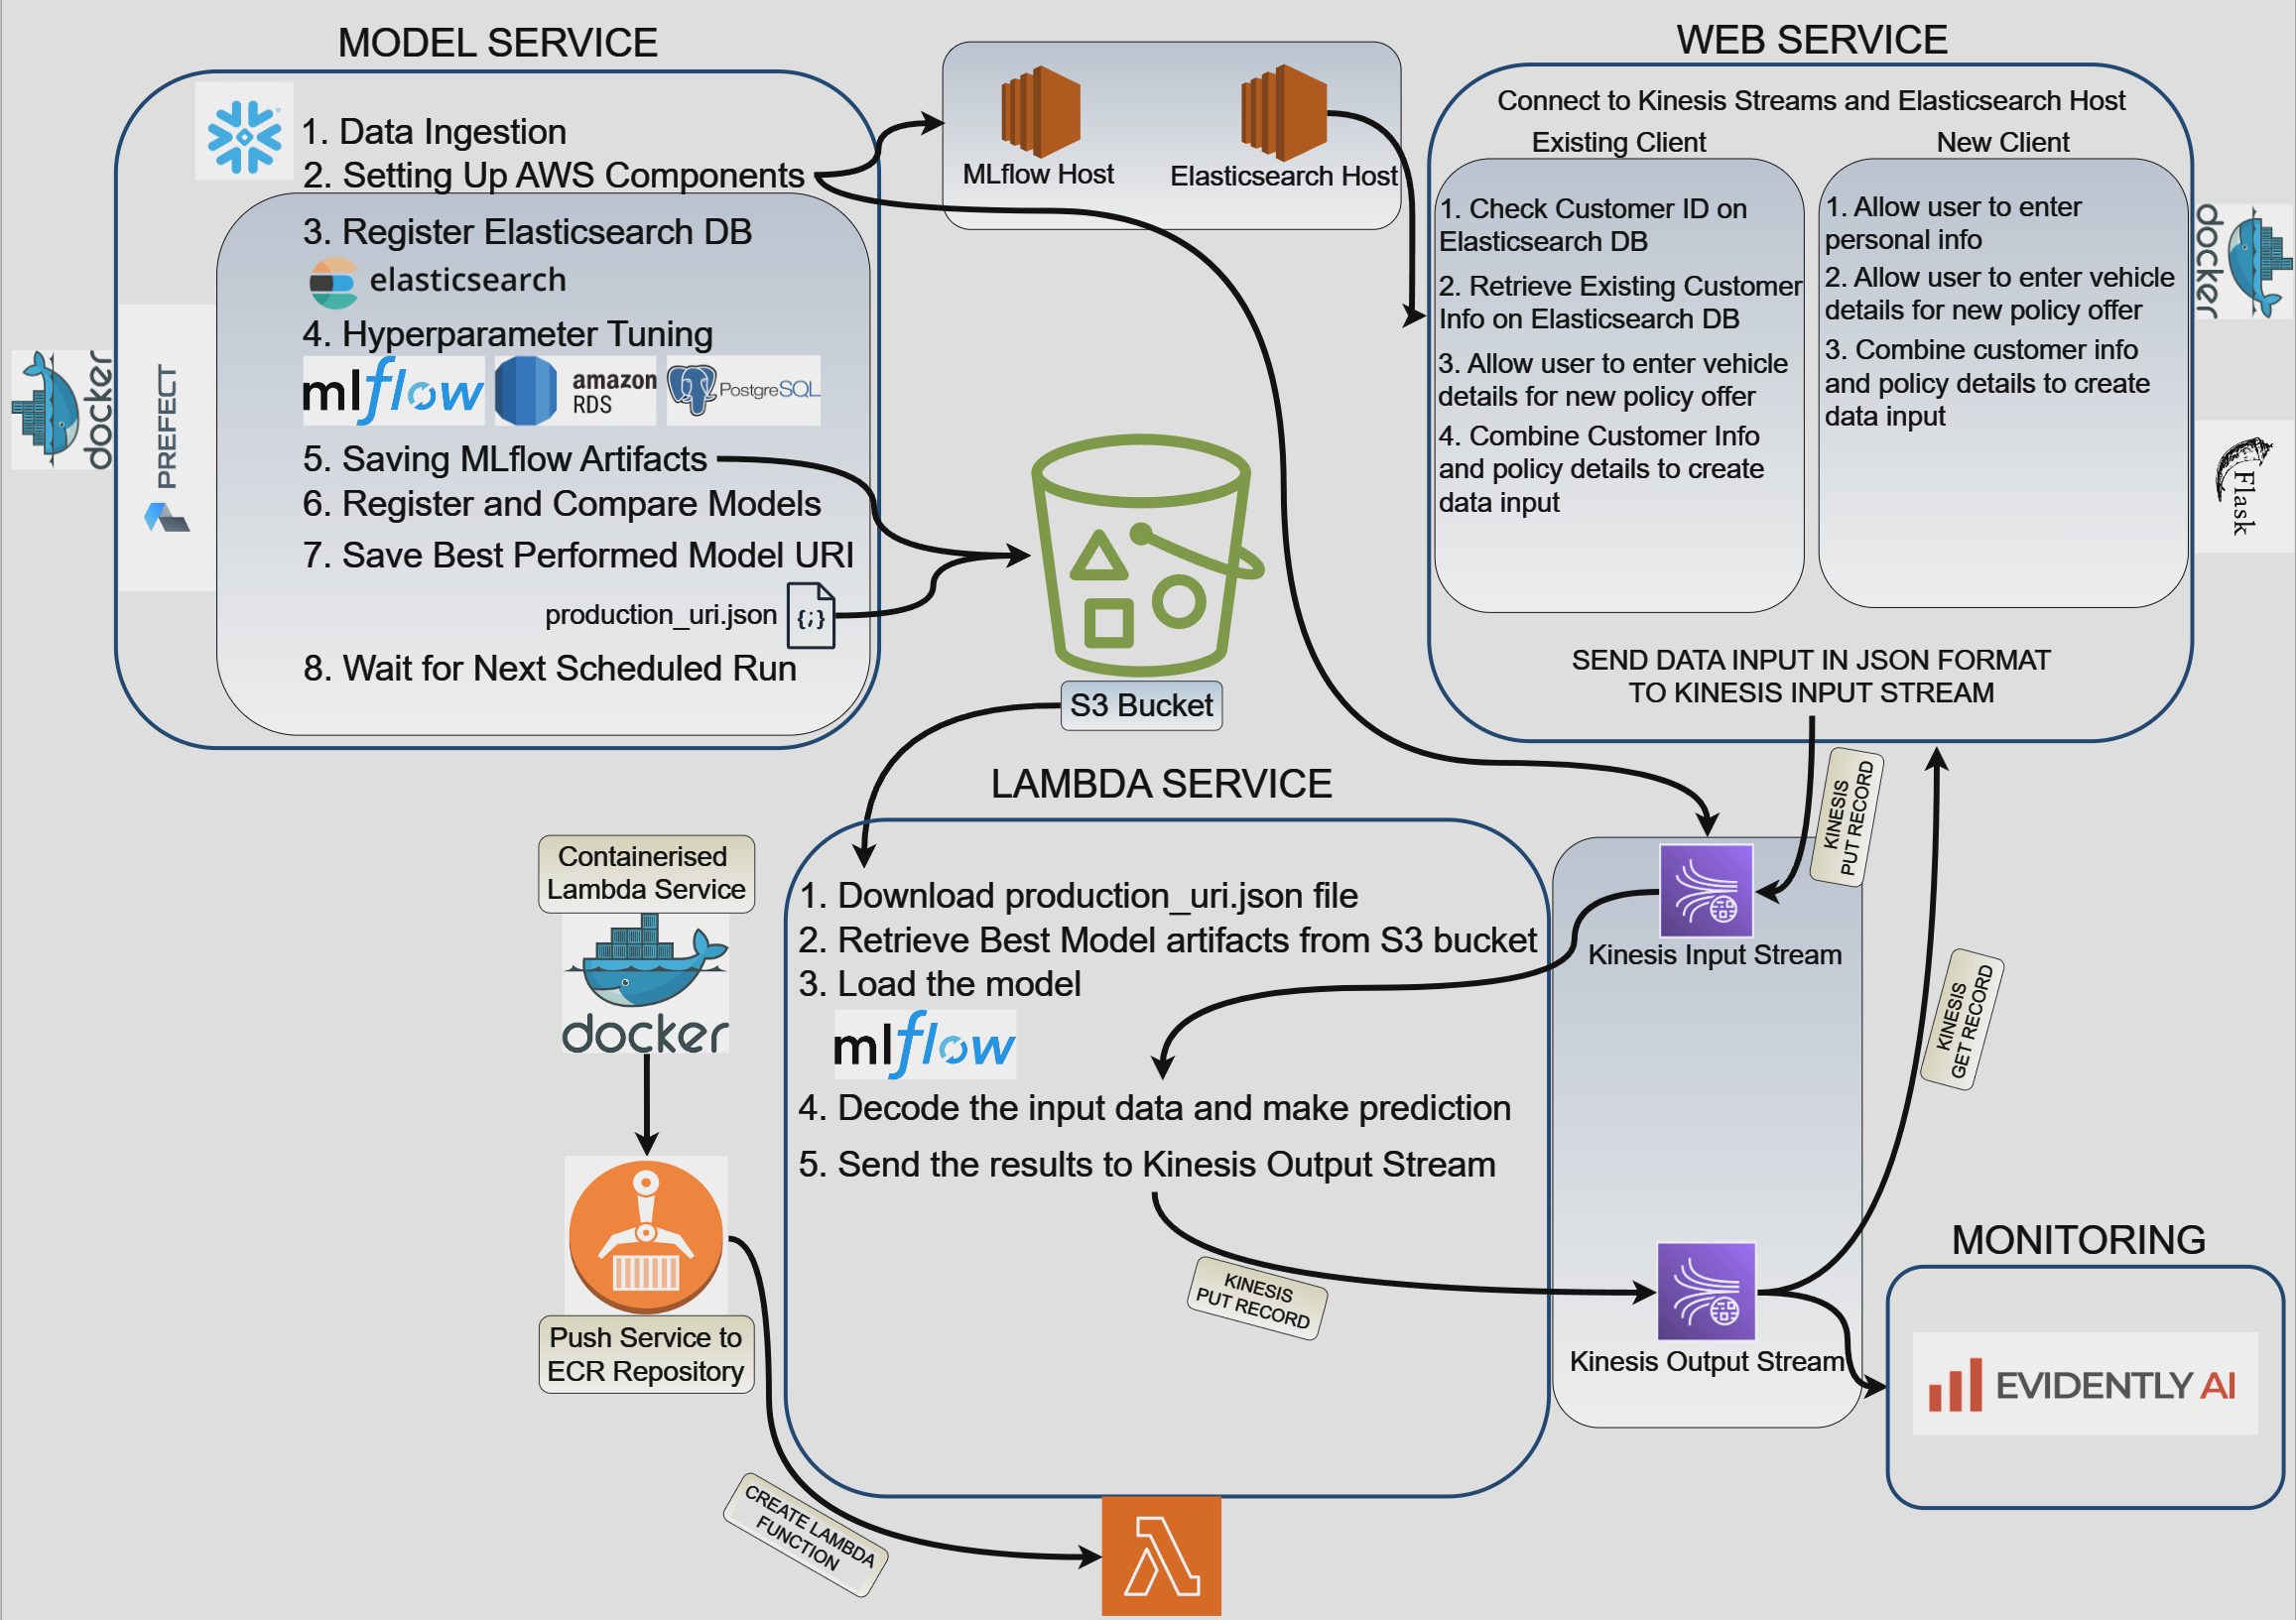 MODEL SERVICE
1. Data Ingestion
2. Setting Up AWS Components
3. Register Elasticsearch DB
elasticsearch
4. Hyperparameter Tuning
mlflow
amazon
RDS
PostgreSQL
5. Saving MLflow Artifacts
6. Register and Compare Models
7. Save Best Performed Model URI
production_uri.json
{;}
8. Wait for Next Scheduled Run
docker
PREFECT
MLflow Host
Elasticsearch Host
S3 Bucket
WEB SERVICE
Connect to Kinesis Streams and Elasticsearch Host
Existing Client
1. Check Customer ID on
Elasticsearch DB
2. Retrieve Existing Customer
Info on Elasticsearch DB
3. Allow user to enter vehicle
details for new policy offer
4. Combine Customer Info
and policy details to create
data input
New Client
1. Allow user to enter
personal info
2. Allow user to enter vehicle
details for new policy offer
3. Combine customer info
and policy details to create
data input
SEND DATA INPUT IN JSON FORMAT
TO KINESIS INPUT STREAM
docker
Flask
KINESIS
PUT RECORD
LAMBDA SERVICE
1. Download production_uri.json file
2. Retrieve Best Model artifacts from S3 bucket
3. Load the model
mlflow
4. Decode the input data and make prediction
5. Send the results to Kinesis Output Stream
KINESIS
PUT RECORD
Containerised
Lambda Service
docker
Push Service to
ECR Repository
CREATE LAMBDA
FUNCTION
Kinesis Input Stream
Kinesis Output Stream
KINESIS
GET RECORD
MONITORING
EVIDENTLY AI